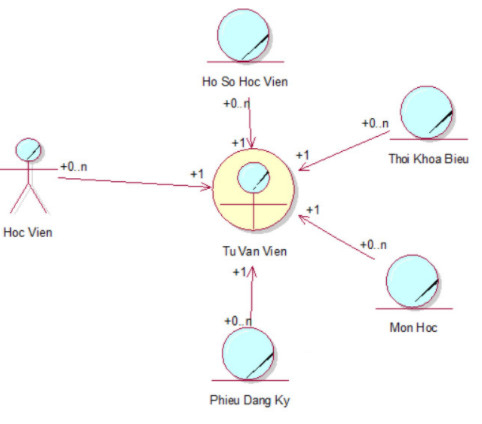 Ho So Hoc Vien
+0..n
+1
+0..n
Thoi Khoa Bieu
+1
+0..n
+1
Hoc Vien
Tu Van Vien
+1
+0..n
Mon Hoc
+1
+0..n
Phieu Dang Ky